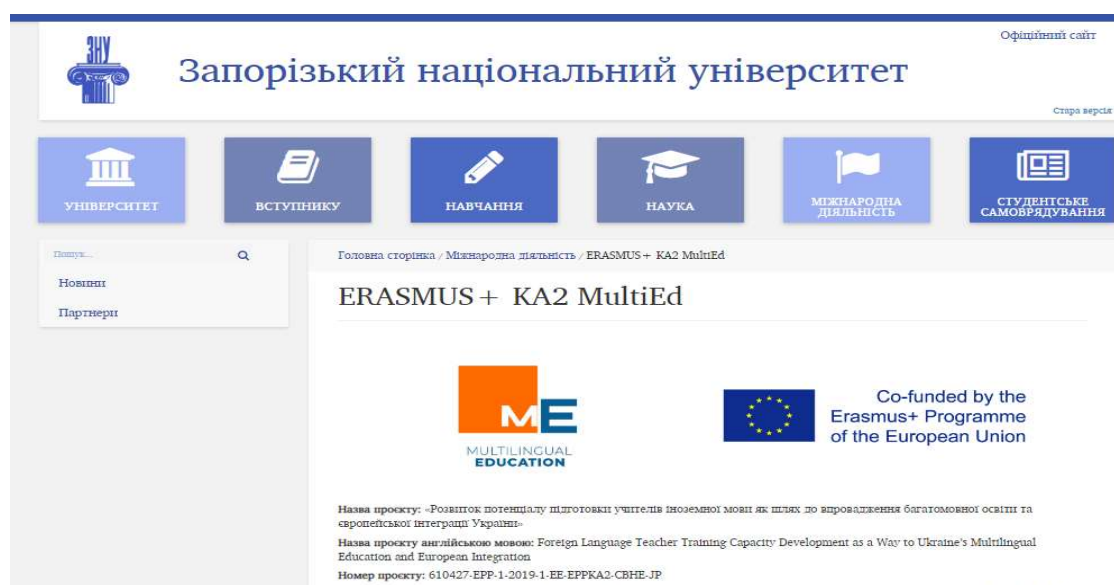 Офіційний сайт
ЗНУ
Запорізький національний університет
Стара версія
УНІВЕРСИТЕТ
ВСТУПНИКУ
НАВЧАННЯ
НАУКА
МІЖНАРОДНА
ДІЯЛЬНІСТЬ
СТУДЕНТСЬКЕ
САМОВРЯДУВАННЯ
Пошук...
Новини
Партнери
Головна сторінка / Міжнародна діяльність / ERASMUS+ KA2 MultiEd
ERASMUS+ KA2 MultiEd
ME
MULTILINGUAL
EDUCATION
Co-funded by the
Erasmus+ Programme
of the European Union
Назва проєкту: «Розвиток потенціалу підготовки учителів іноземної мови як шлях до впровадження багатомовної освіти та
європейської інтеграції України»
Назва проєкту англійською мовою: Foreign Language Teacher Training Capacity Development as a Way to Ukraine's Multilingual
Education and European Integration
Номер проєкту: 610427-EPP-1-2019-1-EE-EPPKA2-CBHE-JP